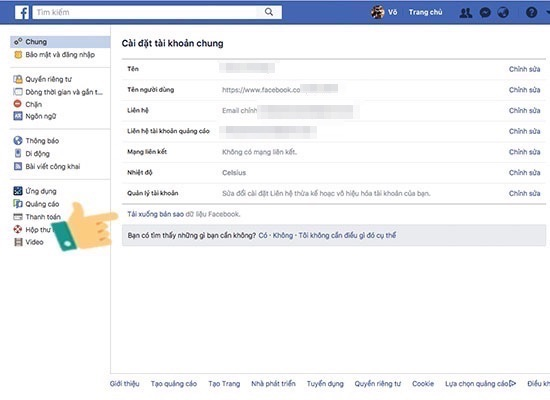 f Tìm kiếm Võ Trang chủ
Chung
Bảo mật và đăng nhập
Quyền riêng tư
Dòng thời gian và gắn t...
Chặn
Ngôn ngữ
Thông báo
Di động
Bài viết công khai
Ứng dụng
Quảng cáo
Thanh toán
Hộp thư
Video
Cài đặt tài khoản chung
Tên Chỉnh sửa
Tên người dùng https://www.facebook.co Chỉnh sửa
Liên hệ Email chính Chỉnh sửa
Liên hệ tài khoản quảng cáo Chỉnh sửa
Mạng liên kết Không có mạng liên kết. Chỉnh sửa
Nhiệt độ Celsius Chỉnh sửa
Quản lý tài khoản Sửa đổi cài đặt Liên hệ thừa kế hoặc vô hiệu hóa tài khoản của bạn. Chỉnh sửa
Tải xuống bản sao dữ liệu Facebook.
Bạn có tìm thấy những gì bạn cần không? Có · Không · Tôi không cần điều gì đó cụ thể
Giới thiệu Tạo quảng cáo Tạo Trang Nhà phát triển Tuyển dụng Quyền riêng tư Cookie Lựa chọn quảng cáo Điều kh